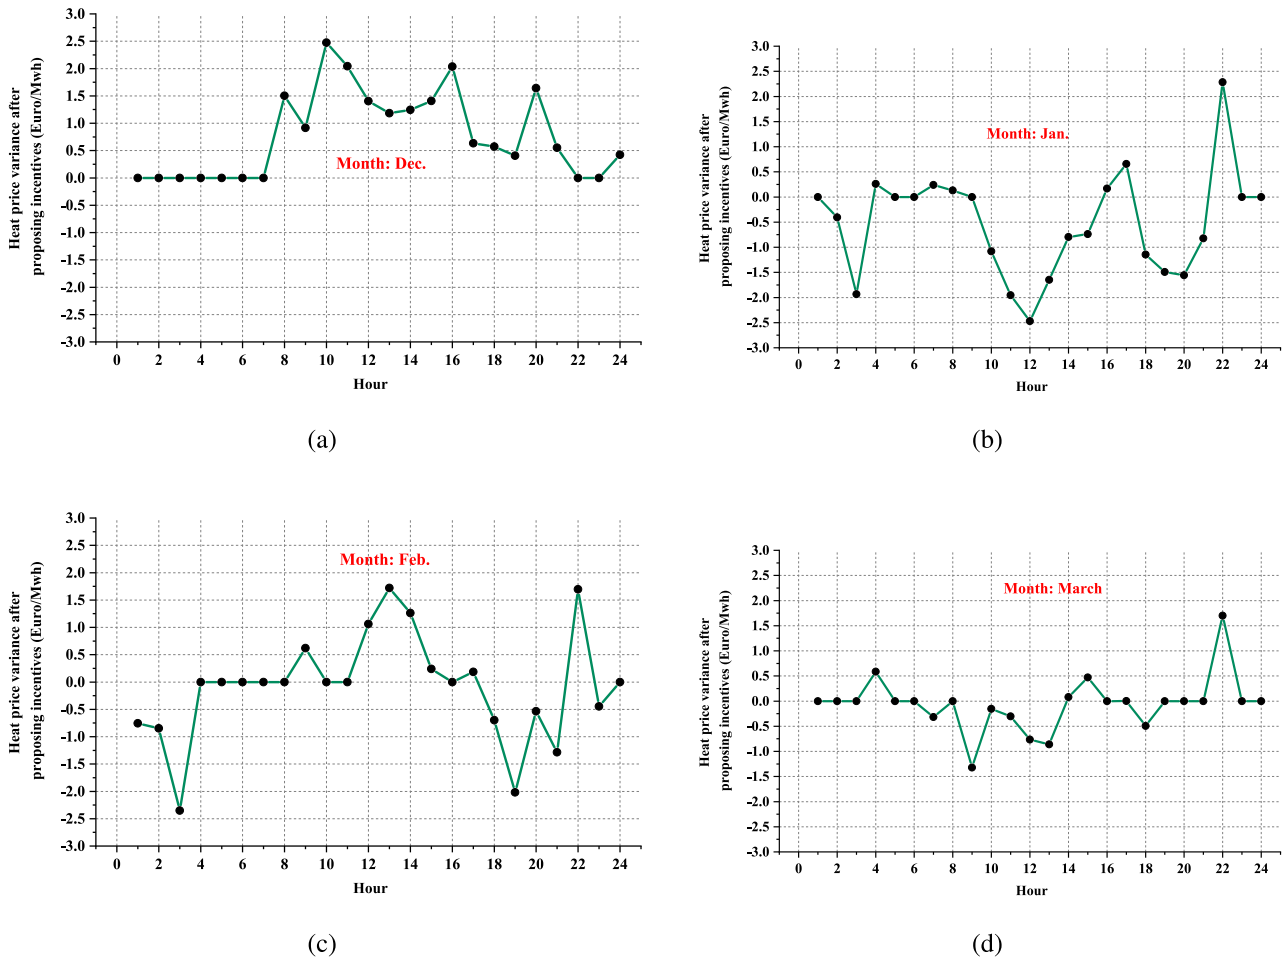 3.0
2.5
2.0
1.5
1.0
0.5
0.0
-0.5
-1.0
-1.5
-2.0
-2.5
-3.0
Heat price variance after
proposing incentives (Euro/Mwh)
Month: Dec.
0 2 4 6 8 10 12 14 16 18 20 22 24
Hour
(a)
3.0
2.5
2.0
1.5
1.0
0.5
0.0
-0.5
-1.0
-1.5
-2.0
-2.5
-3.0
Heat price variance after
proposing incentives (Euro/Mwh)
Month: Jan.
0 2 4 6 8 10 12 14 16 18 20 22 24
Hour
(b)
3.0
2.5
2.0
1.5
1.0
0.5
0.0
-0.5
-1.0
-1.5
-2.0
-2.5
-3.0
Heat price variance after
proposing incentives (Euro/Mwh)
Month: Feb.
0 2 4 6 8 10 12 14 16 18 20 22 24
Hour
(c)
3.0
2.5
2.0
1.5
1.0
0.5
0.0
-0.5
-1.0
-1.5
-2.0
-2.5
-3.0
Heat price variance after
proposing incentives (Euro/Mwh)
Month: March
0 2 4 6 8 10 12 14 16 18 20 22 24
Hour
(d)